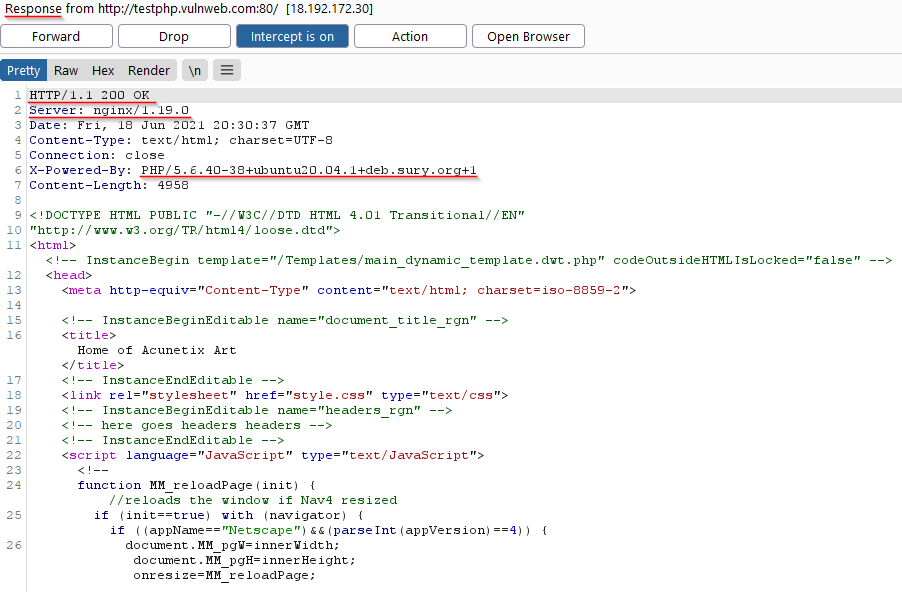 Response from http://testphp.vulnweb.com:80/ [18.192.172.30]
Forward Drop Intercept is on Action Open Browser
Pretty Raw Hex Render \n
1 HTTP/1.1 200 OK
2 Server: nginx/1.19.0
3 Date: Fri, 18 Jun 2021 20:30:37 GMT
4 Content-Type: text/html; charset=UTF-8
5 Connection: close
6 X-Powered-By: PHP/5.6.40-38+ubuntu20.04.1+deb.sury.org+1
7 Content-Length: 4958
8
9 <!DOCTYPE HTML PUBLIC "-//W3C//DTD HTML 4.01 Transitional//EN"
10 "http://www.w3.org/TR/html4/loose.dtd">
11 <html>
<!-- InstanceBegin template="/Templates/main_dynamic_template.dwt.php" codeOutsideHTMLIsLocked="false" -->
12 <head>
13 <meta http-equiv="Content-Type" content="text/html; charset=iso-8859-2">
14
15 <!-- InstanceBeginEditable name="document_title_rgn" -->
16 <title>
Home of Acunetix Art
</title>
17 <!-- InstanceEndEditable -->
18 <link rel="stylesheet" href="style.css" type="text/css">
19 <!-- InstanceBeginEditable name="headers_rgn" -->
20 <!-- here goes headers headers -->
21 <!-- InstanceEndEditable -->
22 <script language="JavaScript" type="text/JavaScript">
23 <!--
24 function MM_reloadPage(init) {
//reloads the window if Nav4 resized
25 if (init==true) with (navigator) {
if ((appName=="Netscape")&&(parseInt(appVersion)==4)) {
26 document.MM_pgW=innerWidth;
document.MM_pgH=innerHeight;
onresize=MM_reloadPage;